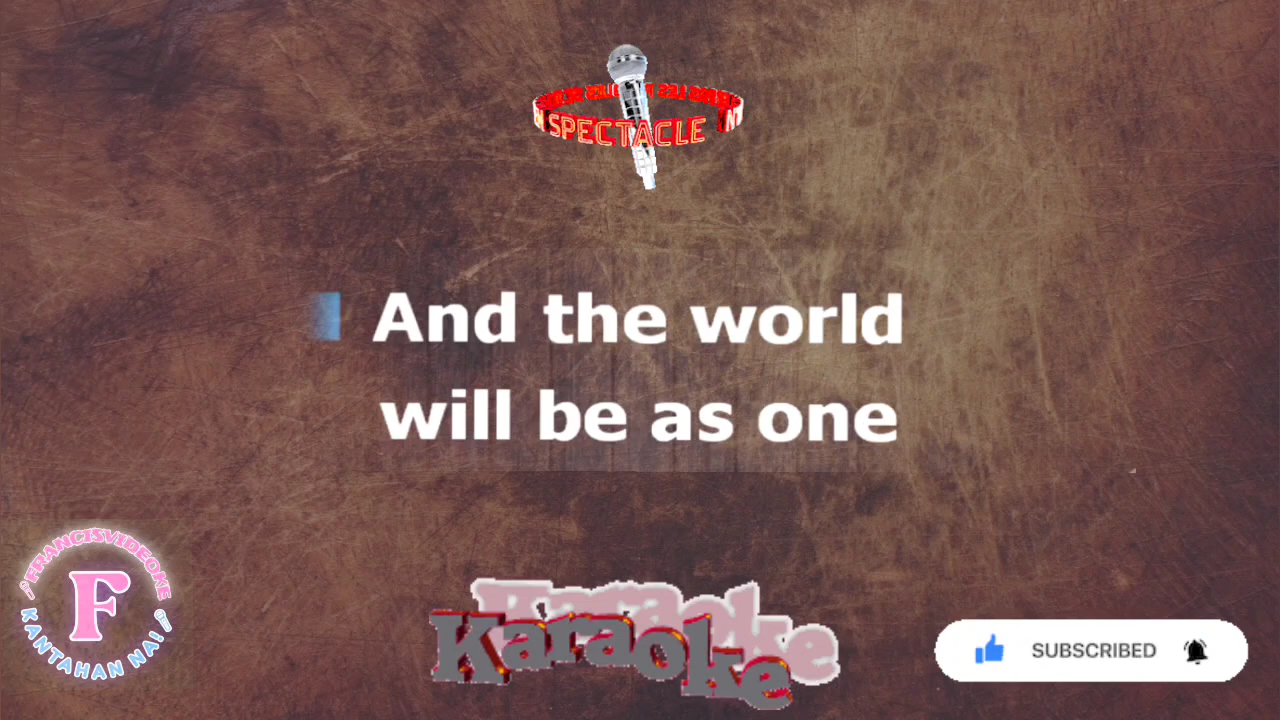 SPECTACLE
And the world
will be as one
FRANCISVIDEOKE
F
KANTAHAN NA!
Karaoke
SUBSCRIBED